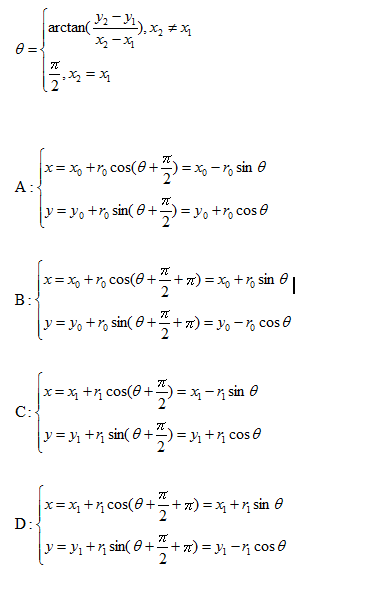 θ = { arctan( (y₂ − y₁) / (x₂ − x₁) ), x₂ ≠ x₁
π/2, x₂ = x₁
A: { x = x₀ + r₀ cos(θ + π/2) = x₀ − r₀ sin θ
y = y₀ + r₀ sin(θ + π/2) = y₀ + r₀ cos θ
B: { x = x₀ + r₀ cos(θ + π/2 + π) = x₀ + r₀ sin θ
y = y₀ + r₀ sin(θ + π/2 + π) = y₀ − r₀ cos θ
C: { x = x₁ + r₁ cos(θ + π/2) = x₁ − r₁ sin θ
y = y₁ + r₁ sin(θ + π/2) = y₁ + r₁ cos θ
D: { x = x₁ + r₁ cos(θ + π/2 + π) = x₁ + r₁ sin θ
y = y₁ + r₁ sin(θ + π/2 + π) = y₁ − r₁ cos θ